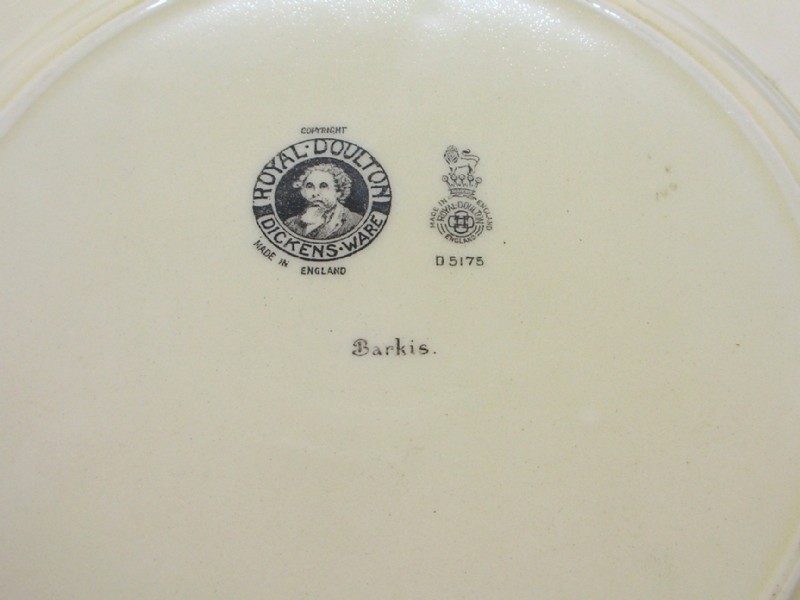 COPYRIGHT
ROYAL·DOULTON
DICKENS·WARE
MADE IN ENGLAND
MADE IN ENGLAND
ROYAL·DOULTON
ENGLAND
D 5175
Barkis.